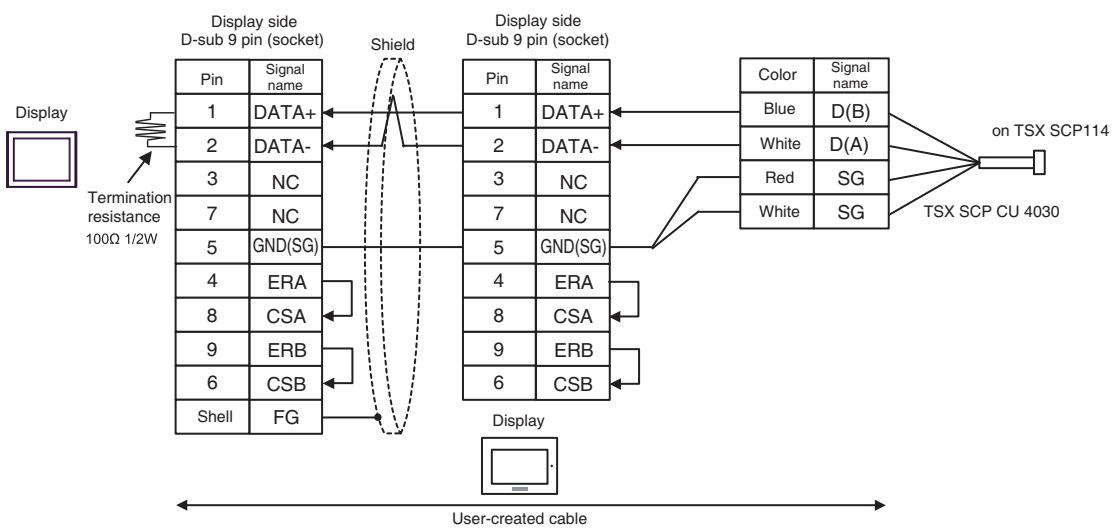 Display side
D-sub 9 pin (socket)
Shield
Display side
D-sub 9 pin (socket)
Pin Signal name
1 DATA+
2 DATA-
3 NC
7 NC
5 GND(SG)
4 ERA
8 CSA
9 ERB
6 CSB
Shell FG
Pin Signal name
1 DATA+
2 DATA-
3 NC
7 NC
5 GND(SG)
4 ERA
8 CSA
9 ERB
6 CSB
Color Signal name
Blue D(B)
White D(A)
Red SG
White SG
on TSX SCP114
TSX SCP CU 4030
Display
Termination
resistance
100Ω 1/2W
Display
User-created cable